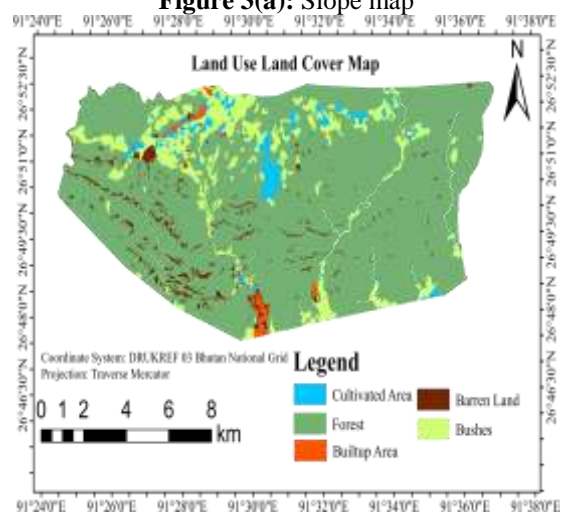 Figure 3(a): Slope map
91°24'0"E 91°26'0"E 91°28'0"E 91°30'0"E 91°32'0"E 91°34'0"E 91°36'0"E 91°38'0"E
Land Use Land Cover Map
N
26°52'30"N 26°52'30"N
26°51'0"N 26°51'0"N
26°49'30"N 26°49'30"N
26°48'0"N 26°48'0"N
26°46'30"N 26°46'30"N
Coordinate System: DRUKREF 03 Bhutan National Grid
Projection: Traverse Mercator
0 1 2 4 6 8
km
Legend
Cultivated Area
Forest
Builtup Area
Barren Land
Bushes
91°24'0"E 91°26'0"E 91°28'0"E 91°30'0"E 91°32'0"E 91°34'0"E 91°36'0"E 91°38'0"E